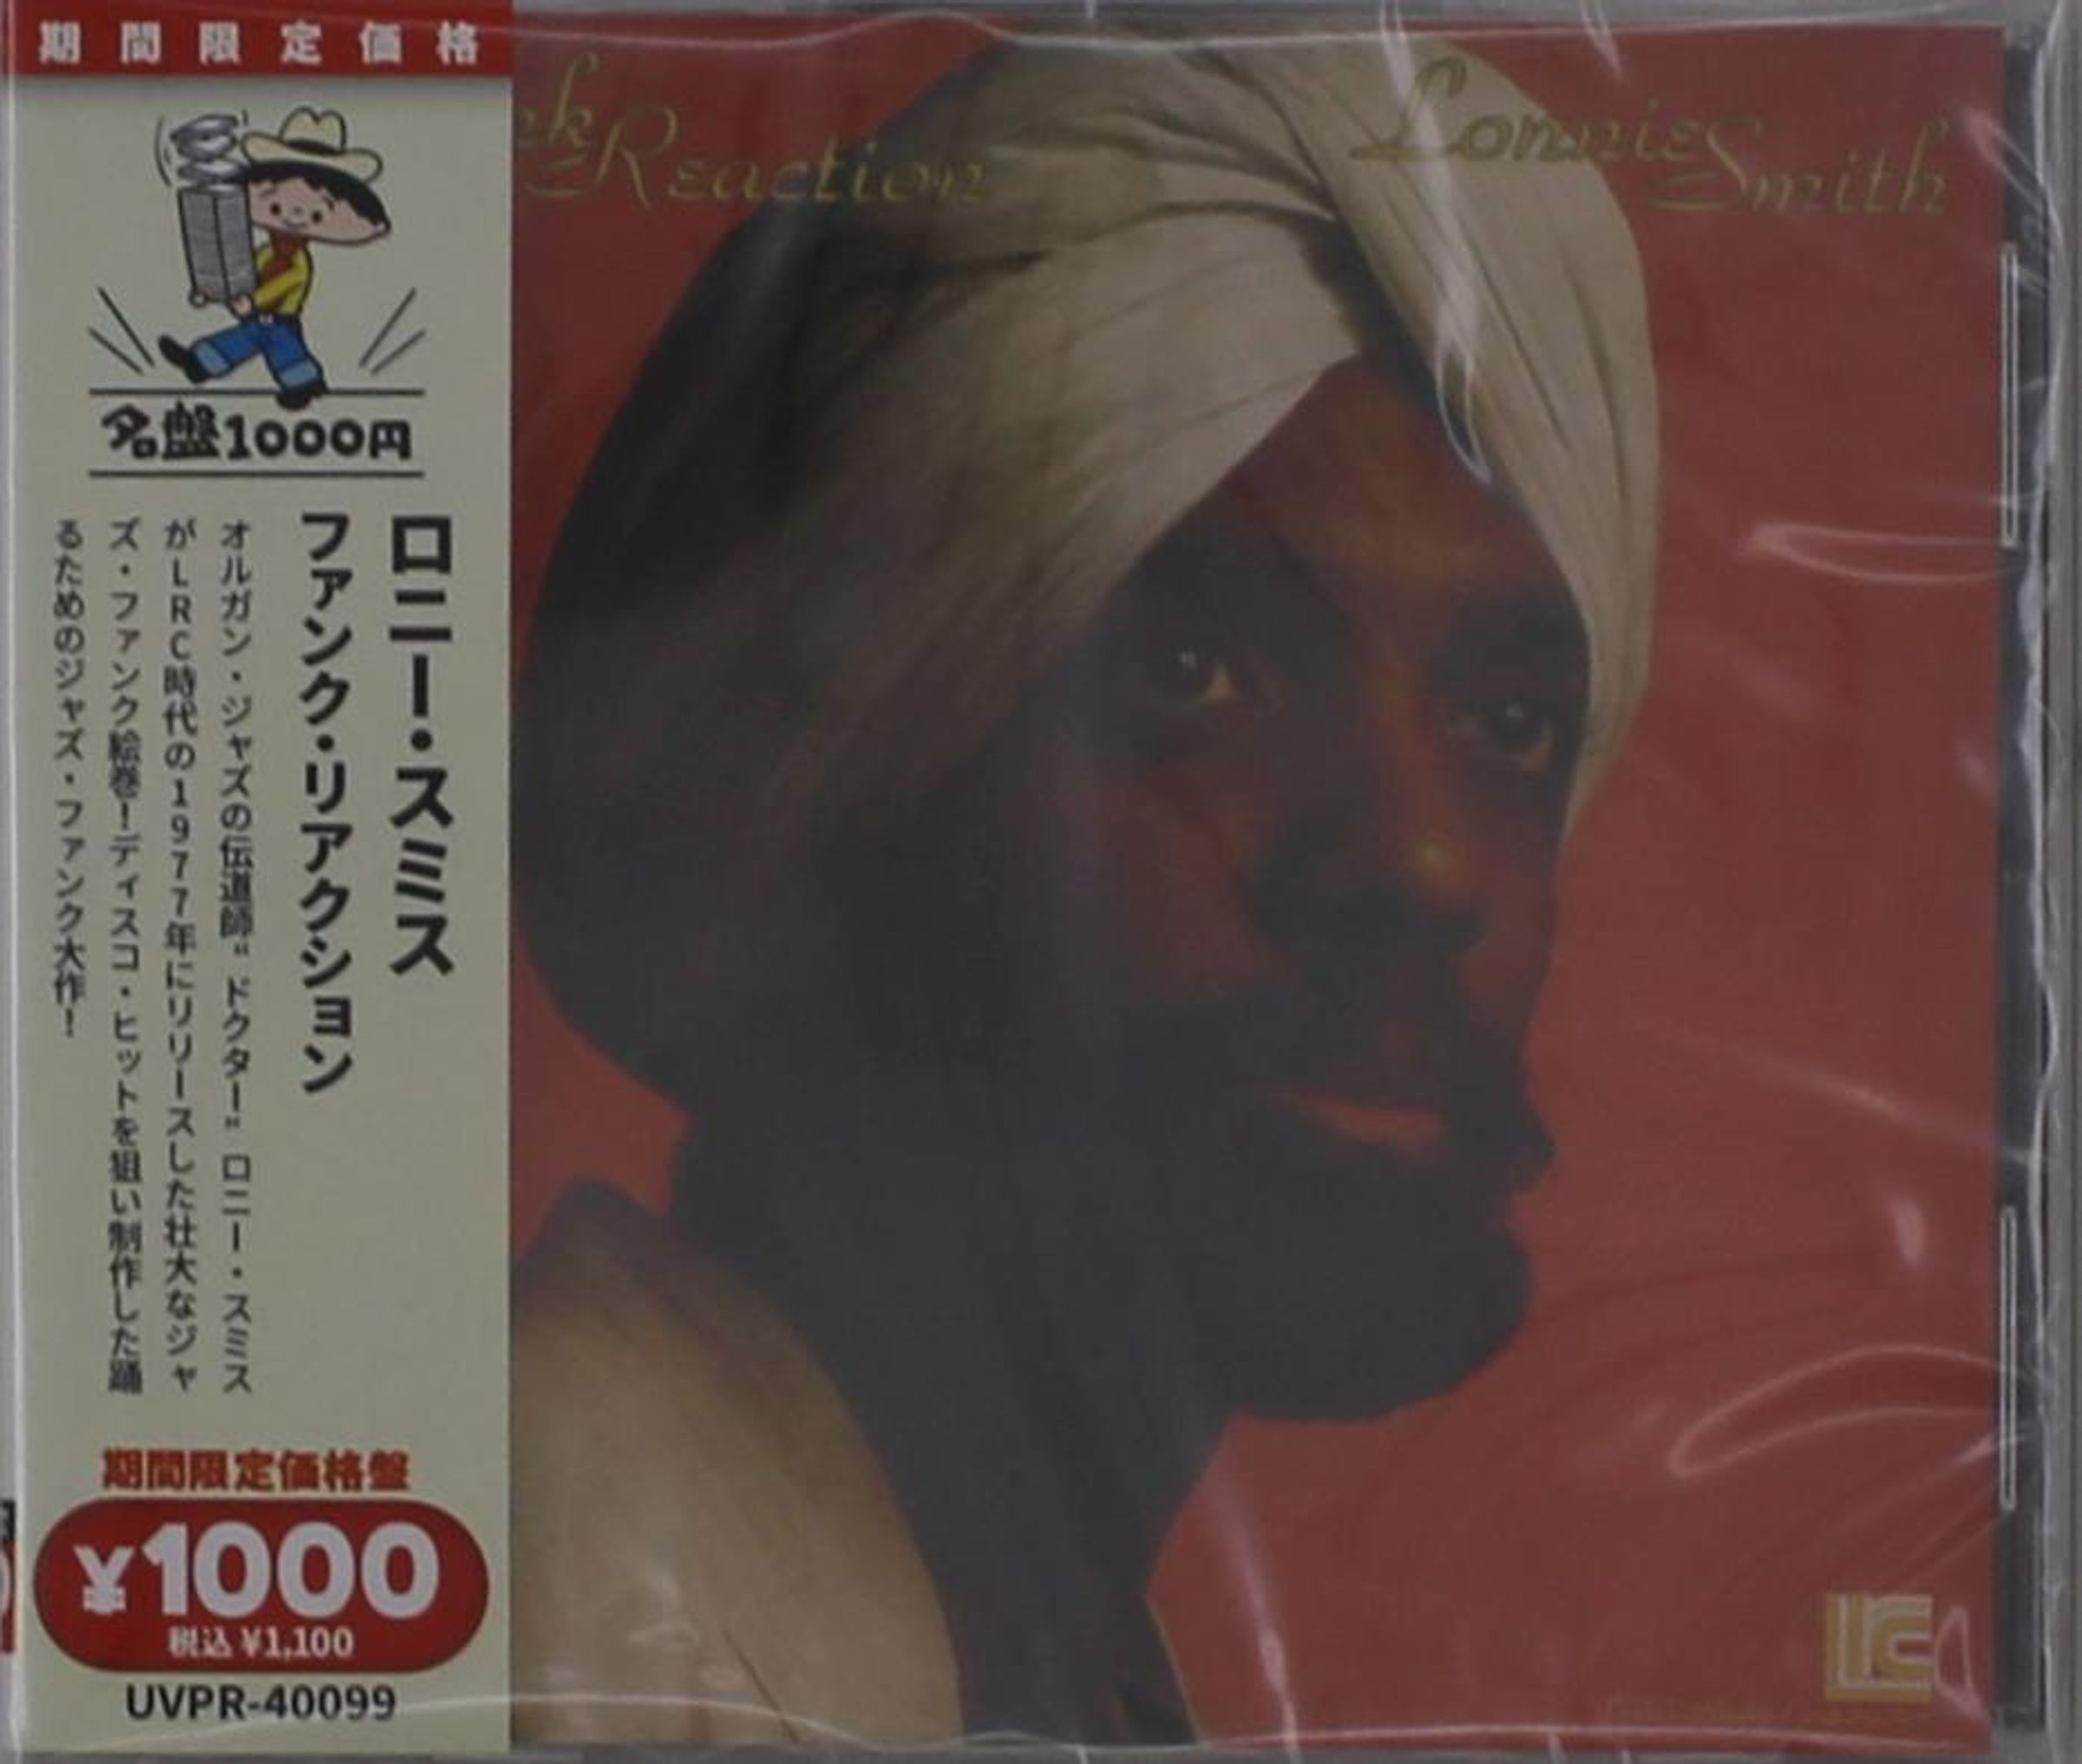 期間限定価格
名盤1000円
ロニー・スミス
ファンク・リアクション
オルガン・ジャズの伝道師“ドクター”ロニー・スミス
がLRC時代の1977年にリリースした壮大なジャ
ズ・ファンク絵巻！ディスコ・ヒットを狙い制作した踊
るためのジャズ・ファンク大作！
期間限定価格盤
¥1000
税込 ¥1,100
UVPR-40099
Reaction
Lonnie Smith
LRC